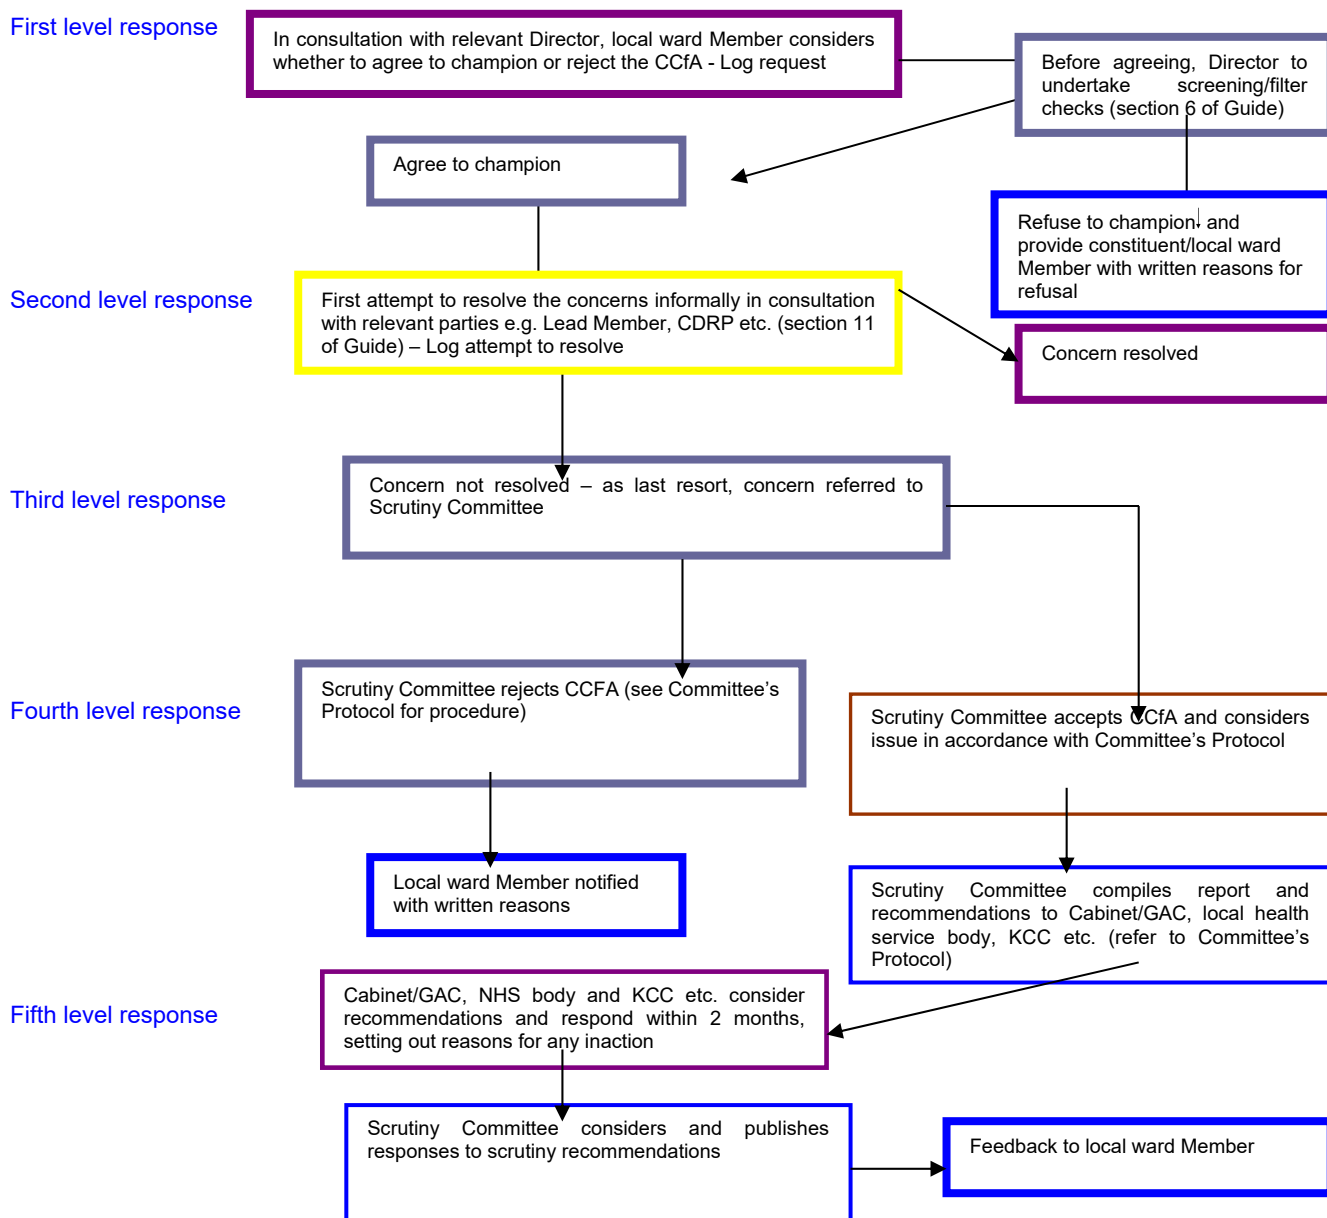 First level response
In consultation with relevant Director, local ward Member considers
whether to agree to champion or reject the CCfA - Log request
Before agreeing, Director to
undertake screening/filter
checks (section 6 of Guide)
Agree to champion
Refuse to champion and
provide constituent/local ward
Member with written reasons for
refusal
Second level response
First attempt to resolve the concerns informally in consultation
with relevant parties e.g. Lead Member, CDRP etc. (section 11
of Guide) – Log attempt to resolve
Concern resolved
Third level response
Concern not resolved – as last resort, concern referred to
Scrutiny Committee
Fourth level response
Scrutiny Committee rejects CCFA (see Committee's
Protocol for procedure)
Scrutiny Committee accepts CCfA and considers
issue in accordance with Committee's Protocol
Local ward Member notified
with written reasons
Scrutiny Committee compiles report and
recommendations to Cabinet/GAC, local health
service body, KCC etc. (refer to Committee's
Protocol)
Fifth level response
Cabinet/GAC, NHS body and KCC etc. consider
recommendations and respond within 2 months,
setting out reasons for any inaction
Scrutiny Committee considers and publishes
responses to scrutiny recommendations
Feedback to local ward Member